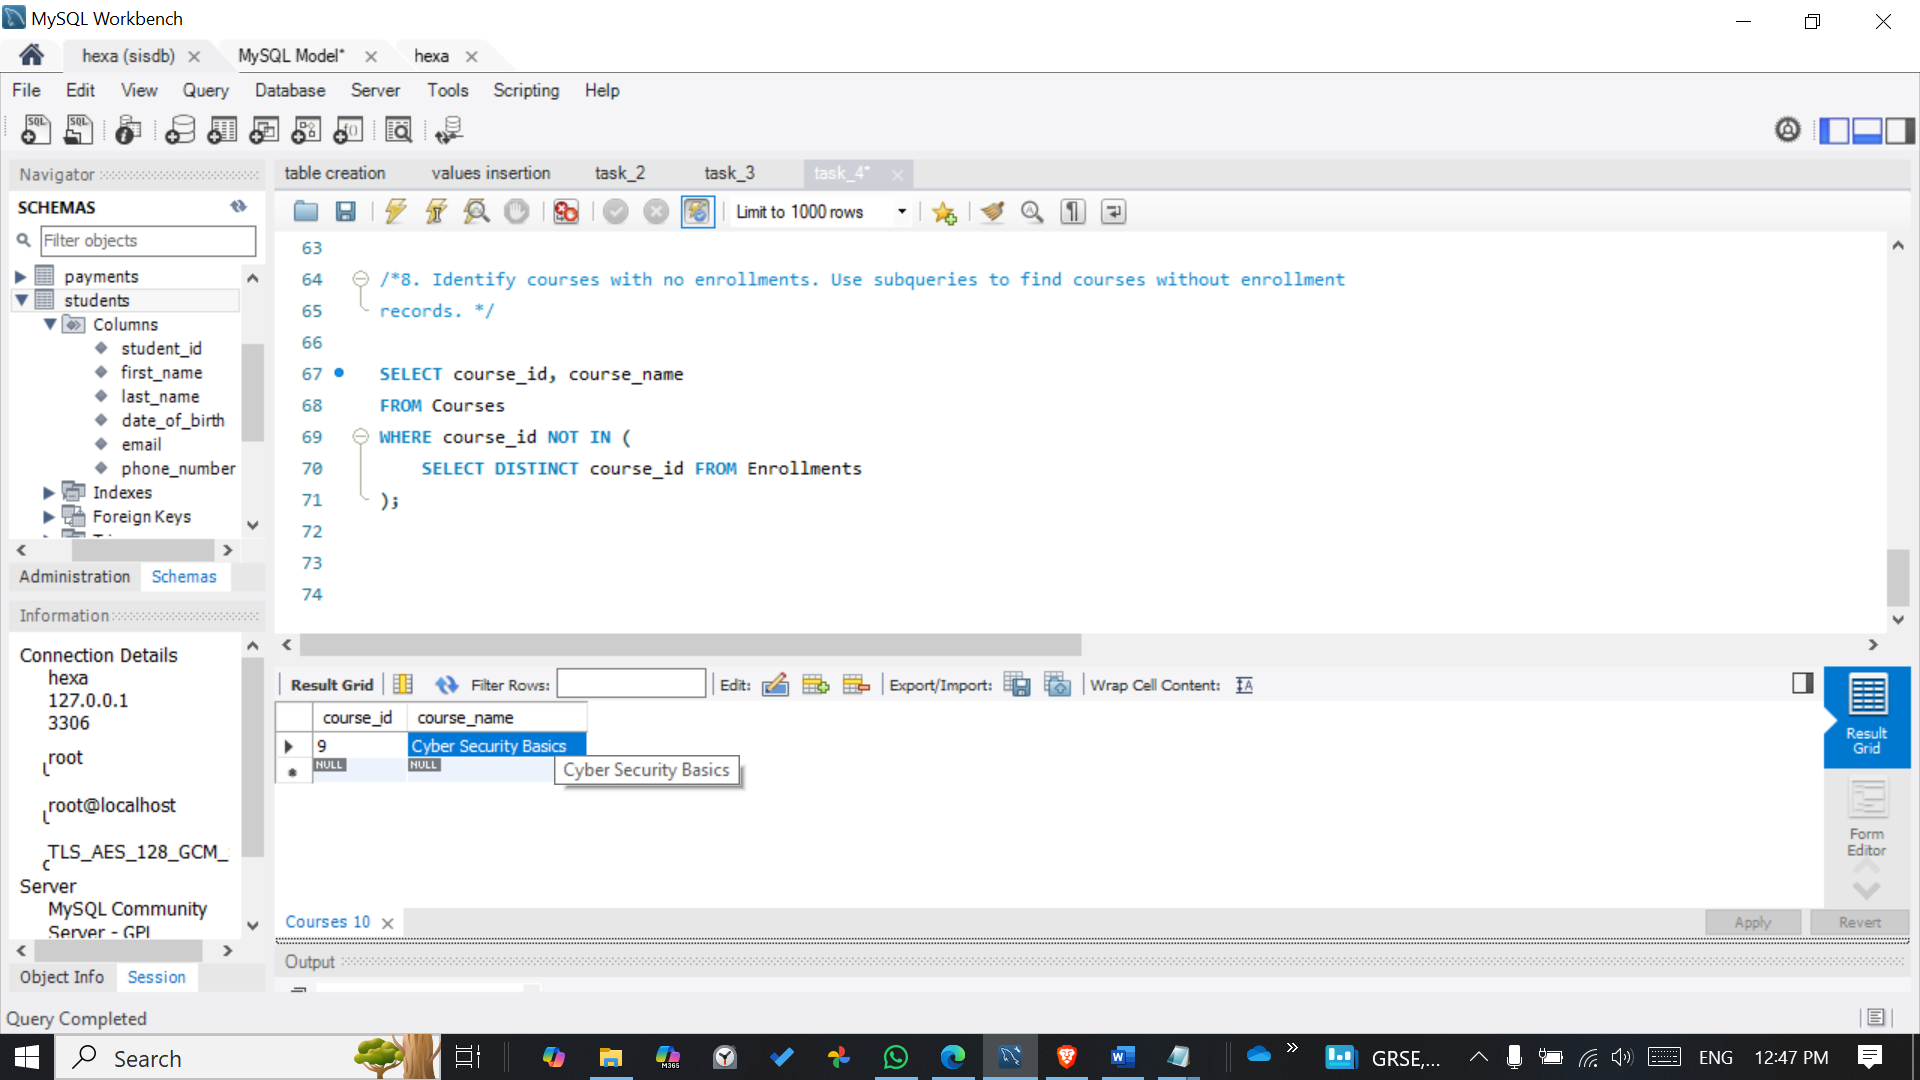 MySQL Workbench
hexa (sisdb)
MySQL Model*
hexa
File Edit View Query Database Server Tools Scripting Help
Navigator
SCHEMAS
Filter objects
payments
students
Columns
student_id
first_name
last_name
date_of_birth
email
phone_number
Indexes
Foreign Keys
Administration Schemas
Information
Connection Details
hexa
127.0.0.1
3306
root
root@localhost
TLS_AES_128_GCM_
Server
MySQL Community
Server - GPL
Object Info Session
table creation values insertion task_2 task_3 task_4*
Limit to 1000 rows
63
64 /*8. Identify courses with no enrollments. Use subqueries to find courses without enrollment
65 records. */
66
67 SELECT course_id, course_name
68 FROM Courses
69 WHERE course_id NOT IN (
70 SELECT DISTINCT course_id FROM Enrollments
71 );
72
73
74
Result Grid Filter Rows: Edit: Export/Import: Wrap Cell Content:
course_id course_name
9 Cyber Security Basics
NULL NULL
Cyber Security Basics
Result
Grid
Form
Editor
Courses 10
Apply Revert
Output
Query Completed
Search
M365
GRSE,...
ENG
12:47 PM